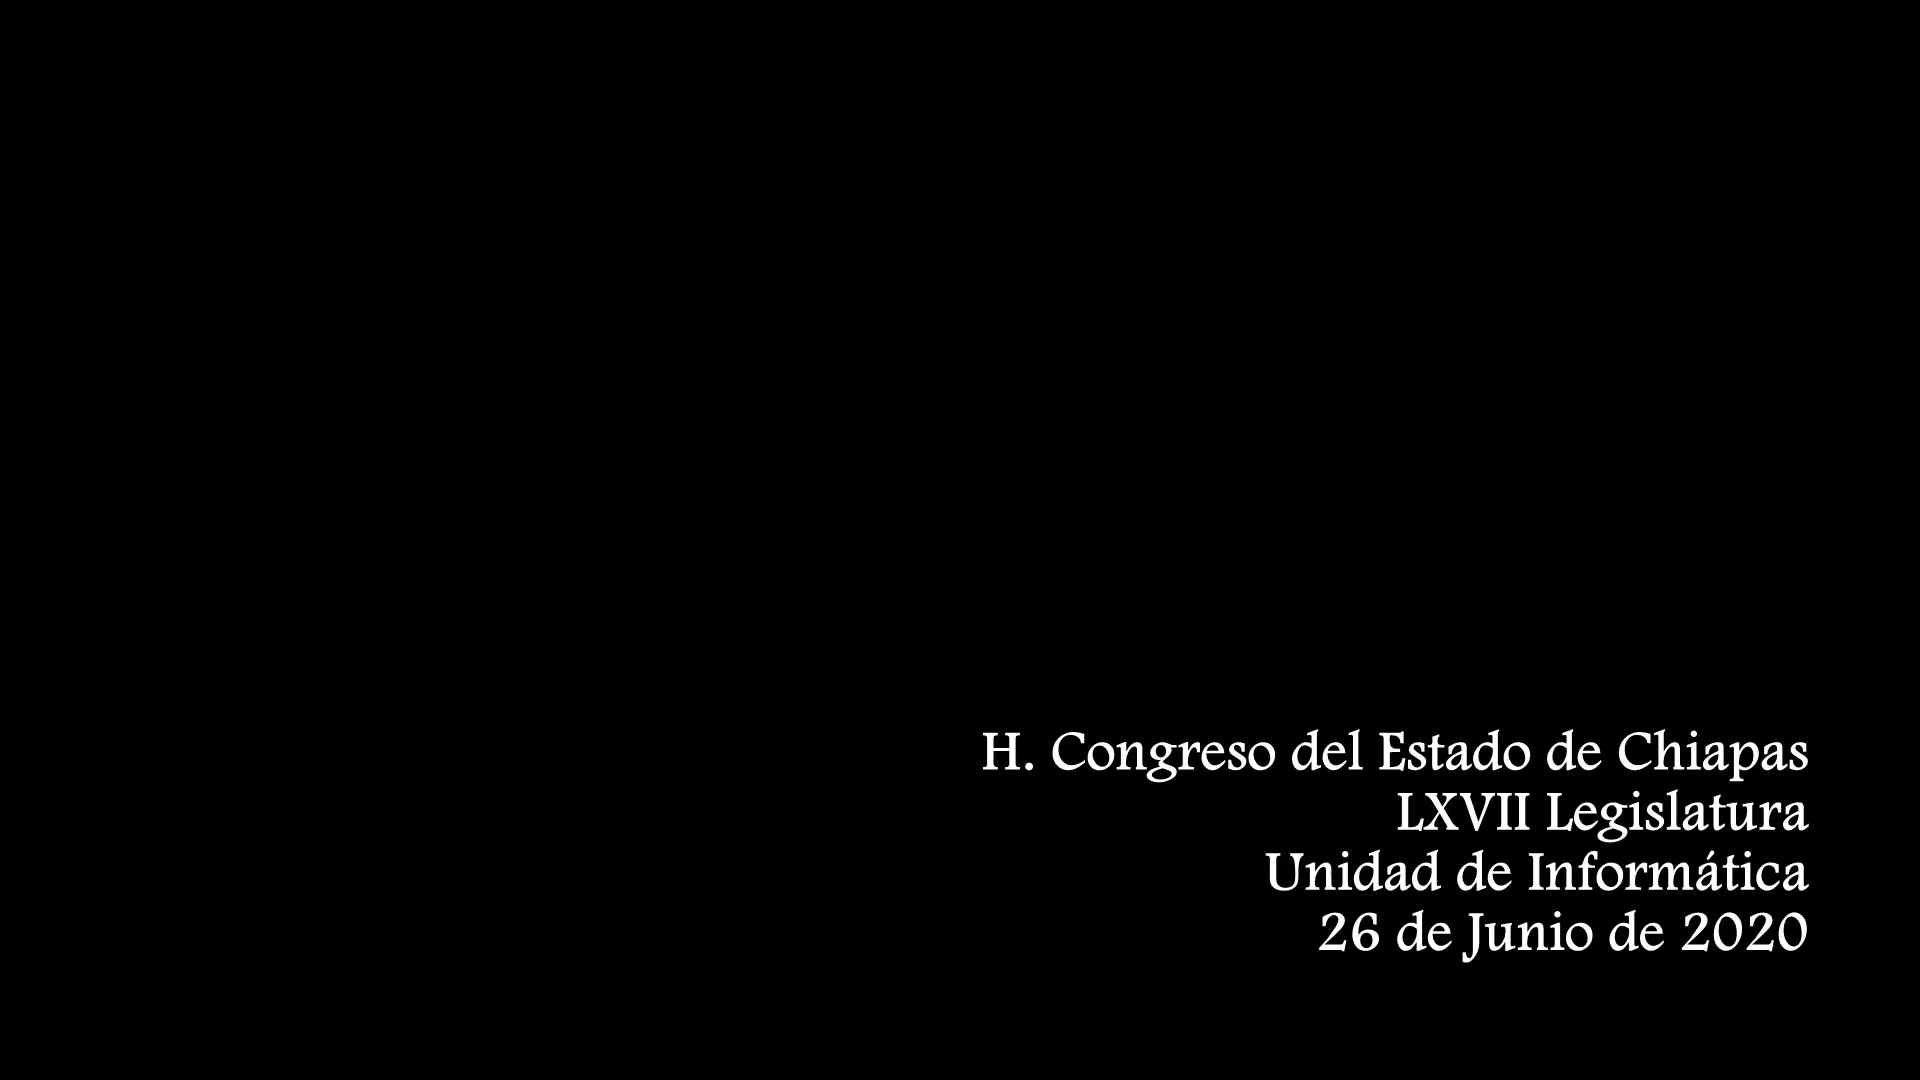 H. Congreso del Estado de Chiapas
LXVII Legislatura
Unidad de Informática
26 de Junio de 2020